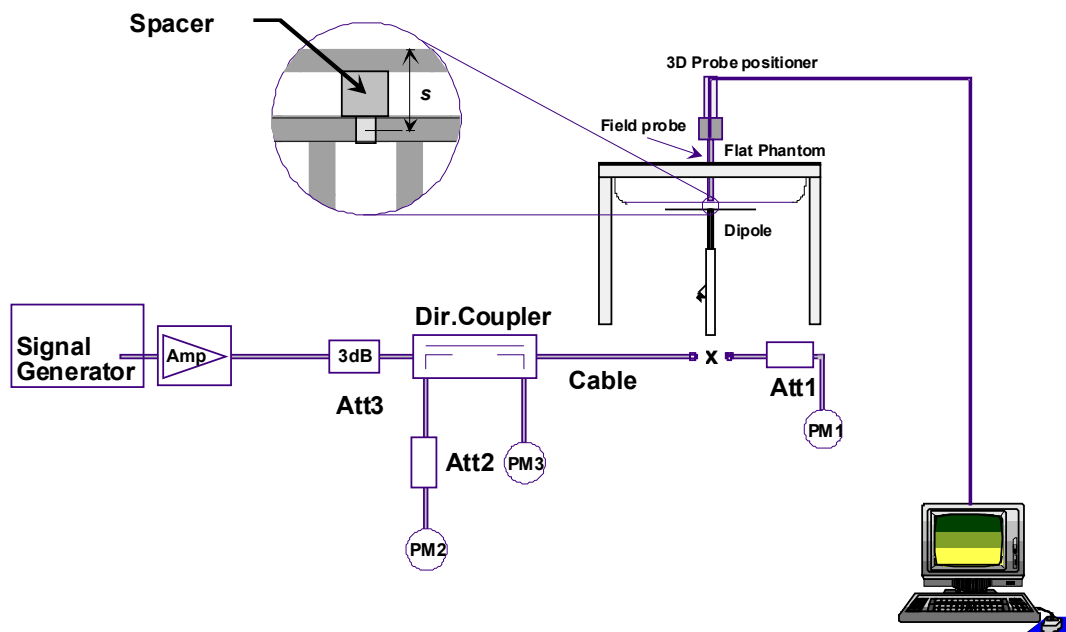 Spacer
s
3D Probe positioner
Field probe
Flat Phantom
Dipole
Dir.Coupler
Signal
Generator
Amp
3dB
Att3
Cable
x
Att1
PM1
Att2
PM3
PM2